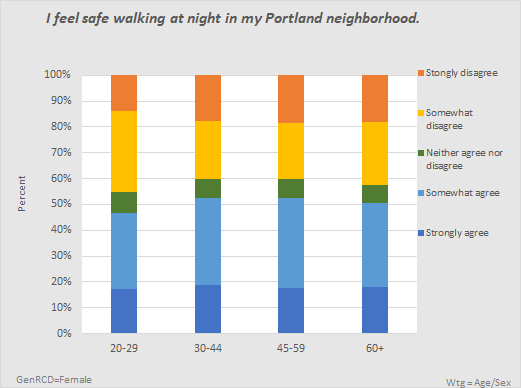 I feel safe walking at night in my Portland neighborhood.
100%
90%
80%
70%
60%
50%
40%
30%
20%
10%
0%
Percent
20-29
30-44
45-59
60+
Stongly disagree
Somewhat
disagree
Neither agree nor
disagree
Somewhat agree
Strongly agree
GenRCD=Female
Wtg = Age/Sex